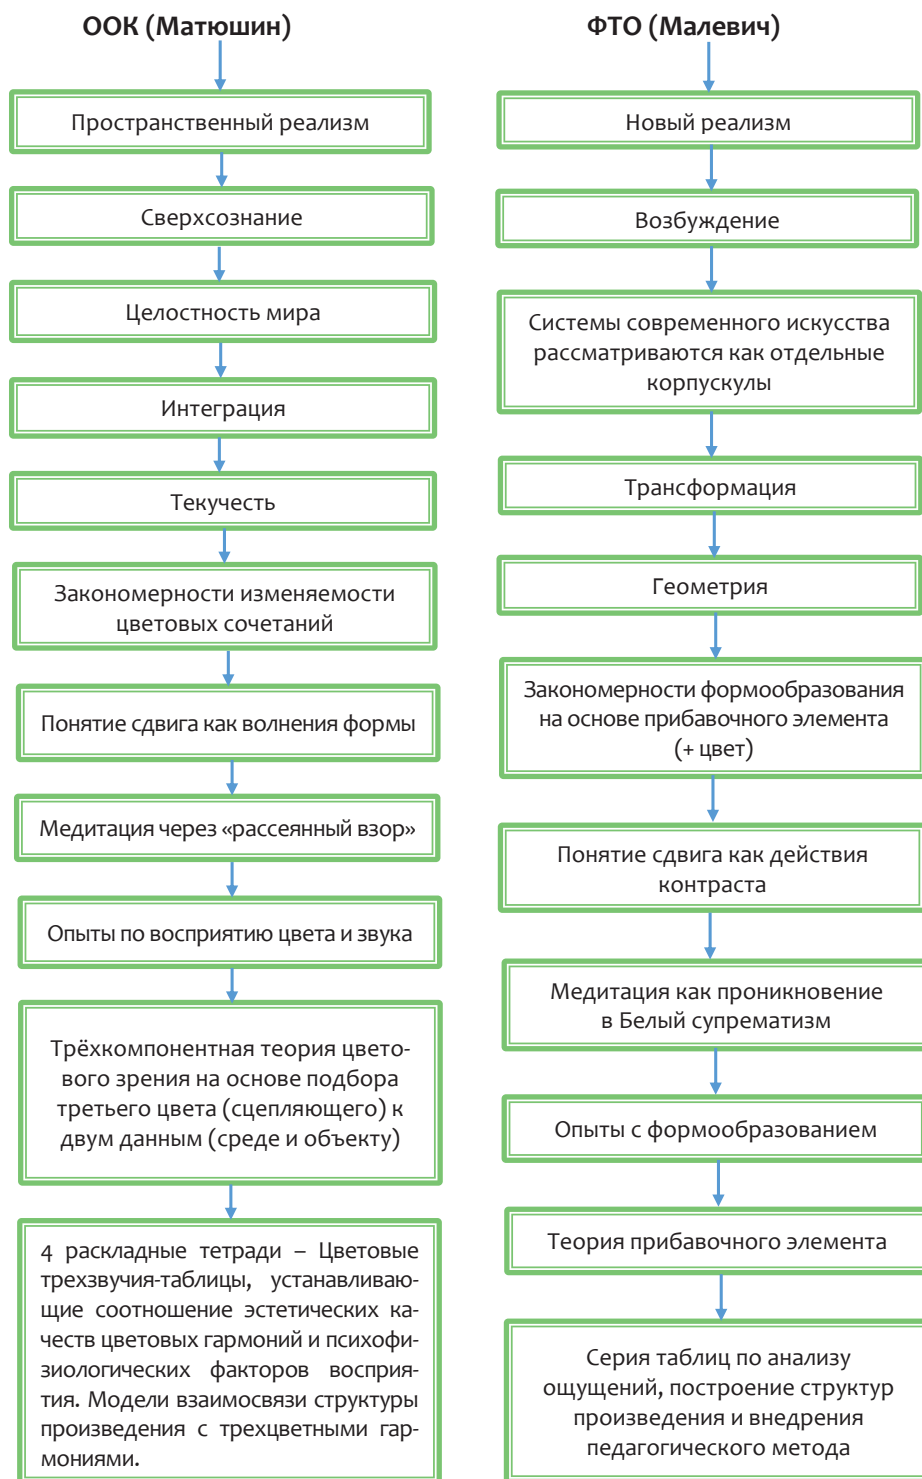 ООК (Матюшин)
Пространственный реализм
Сверхсознание
Целостность мира
Интеграция
Текучесть
Закономерности изменяемости
цветовых сочетаний
Понятие сдвига как волнения формы
Медитация через «рассеянный взор»
Опыты по восприятию цвета и звука
Трёхкомпонентная теория цвето-
вого зрения на основе подбора
третьего цвета (сцепляющего) к
двум данным (среде и объекту)
4 раскладные тетради – Цветовые
трехзвучия-таблицы, устанавливаю-
щие соотношение эстетических ка-
честв цветовых гармоний и психофи-
зиологических факторов восприя-
тия. Модели взаимосвязи структуры
произведения с трехцветными гар-
мониями.
ФТО (Малевич)
Новый реализм
Возбуждение
Системы современного искусства
рассматриваются как отдельные
корпускулы
Трансформация
Геометрия
Закономерности формообразования
на основе прибавочного элемента
(+ цвет)
Понятие сдвига как действия
контраста
Медитация как проникновение
в Белый супрематизм
Опыты с формообразованием
Теория прибавочного элемента
Серия таблиц по анализу
ощущений, построение структур
произведения и внедрения
педагогического метода